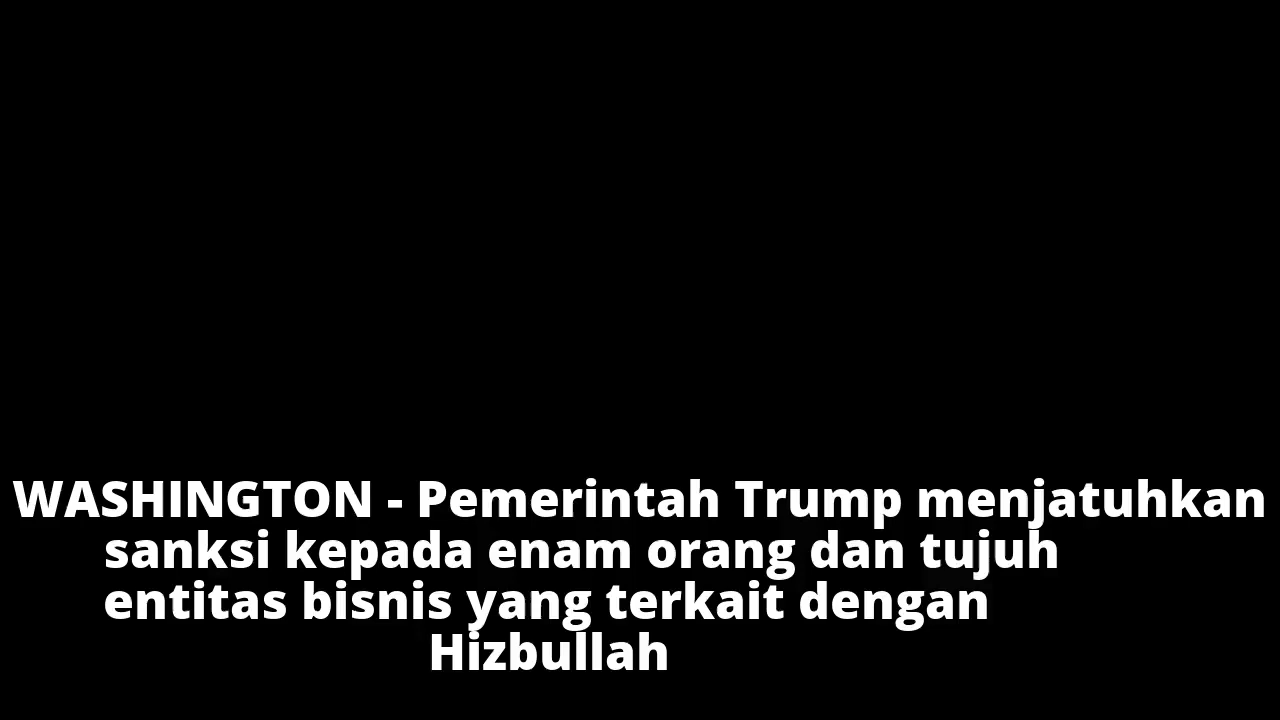 WASHINGTON - Pemerintah Trump menjatuhkan
sanksi kepada enam orang dan tujuh
entitas bisnis yang terkait dengan
Hizbullah